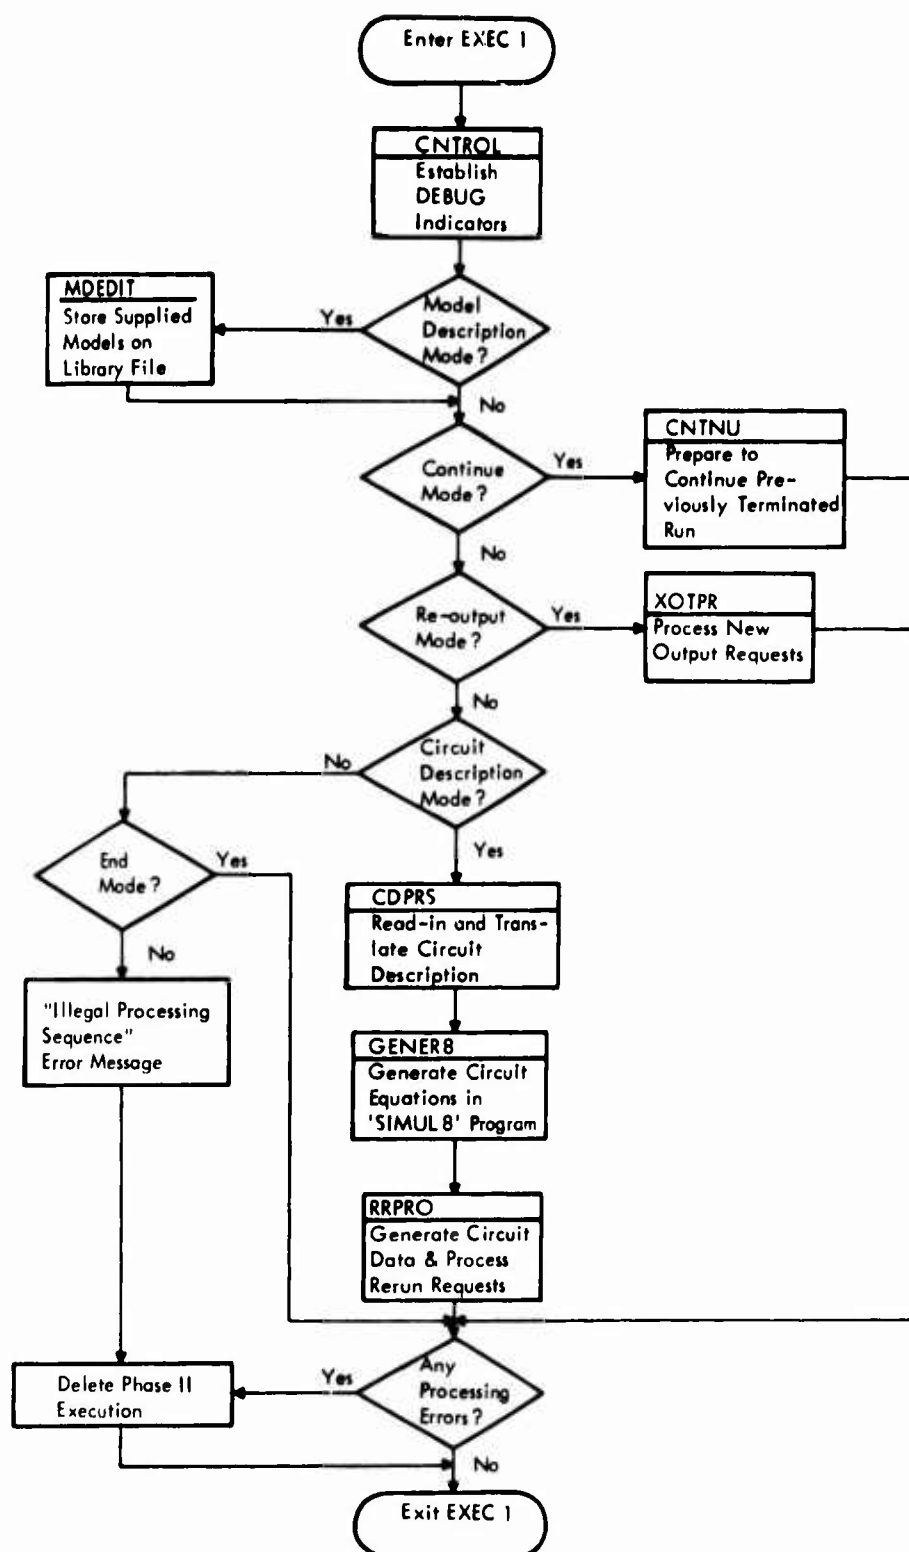 Enter EXEC 1
CNTROL
Establish
DEBUG
Indicators
MDEDIT
Store Supplied
Models on
Library File
Yes
Model
Description
Mode?
No
CNTNU
Prepare to
Continue Pre-
viously Terminated
Run
Continue
Mode?
Yes
No
XOTPR
Process New
Output Requests
Re-output
Mode?
Yes
No
Circuit
Description
Mode?
No
Yes
End
Mode?
Yes
No
CDPRS
Read-in and Trans-
late Circuit
Description
"Illegal Processing
Sequence"
Error Message
GENER8
Generate Circuit
Equations in
'SIMUL8' Program
RRPRO
Generate Circuit
Data & Process
Rerun Requests
Delete Phase II
Execution
Yes
Any
Processing
Errors?
No
Exit EXEC 1